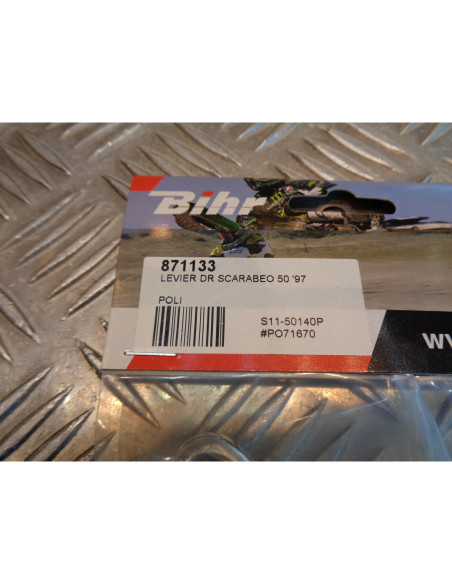 Bihr
871133
LEVIER DR SCARABEO 50 '97
POLI
S11-50140P
#PO71670